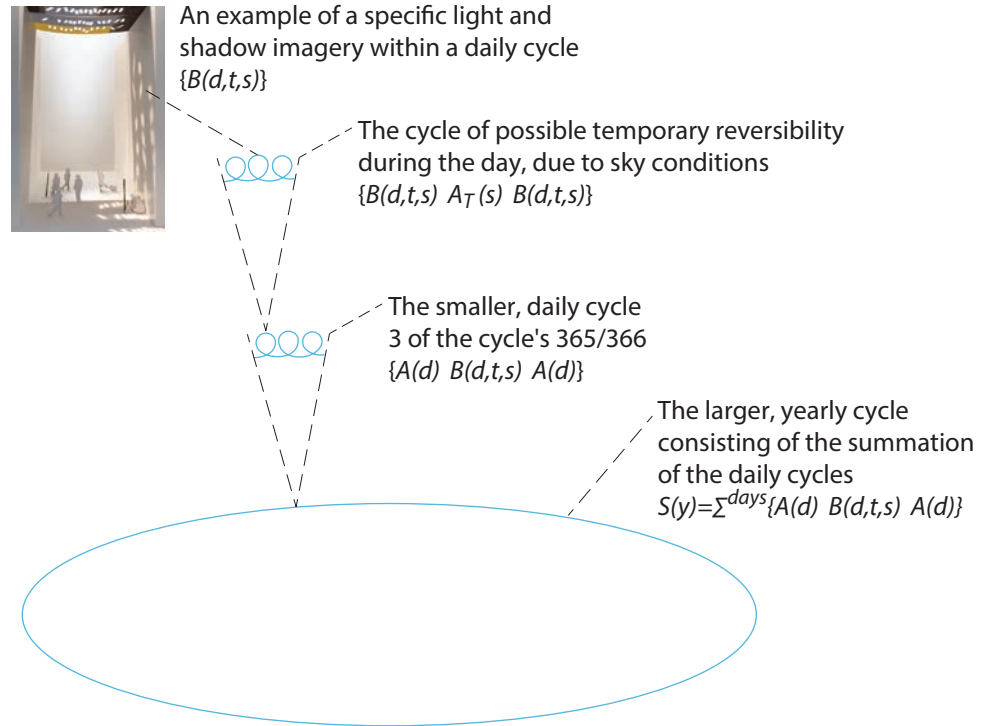 An example of a specific light and
shadow imagery within a daily cycle
{B(d,t,s)}
The cycle of possible temporary reversibility
during the day, due to sky conditions
{B(d,t,s) A_T(s) B(d,t,s)}
The smaller, daily cycle
3 of the cycle's 365/366
{A(d) B(d,t,s) A(d)}
The larger, yearly cycle
consisting of the summation
of the daily cycles
S(y)=Σ^days{A(d) B(d,t,s) A(d)}